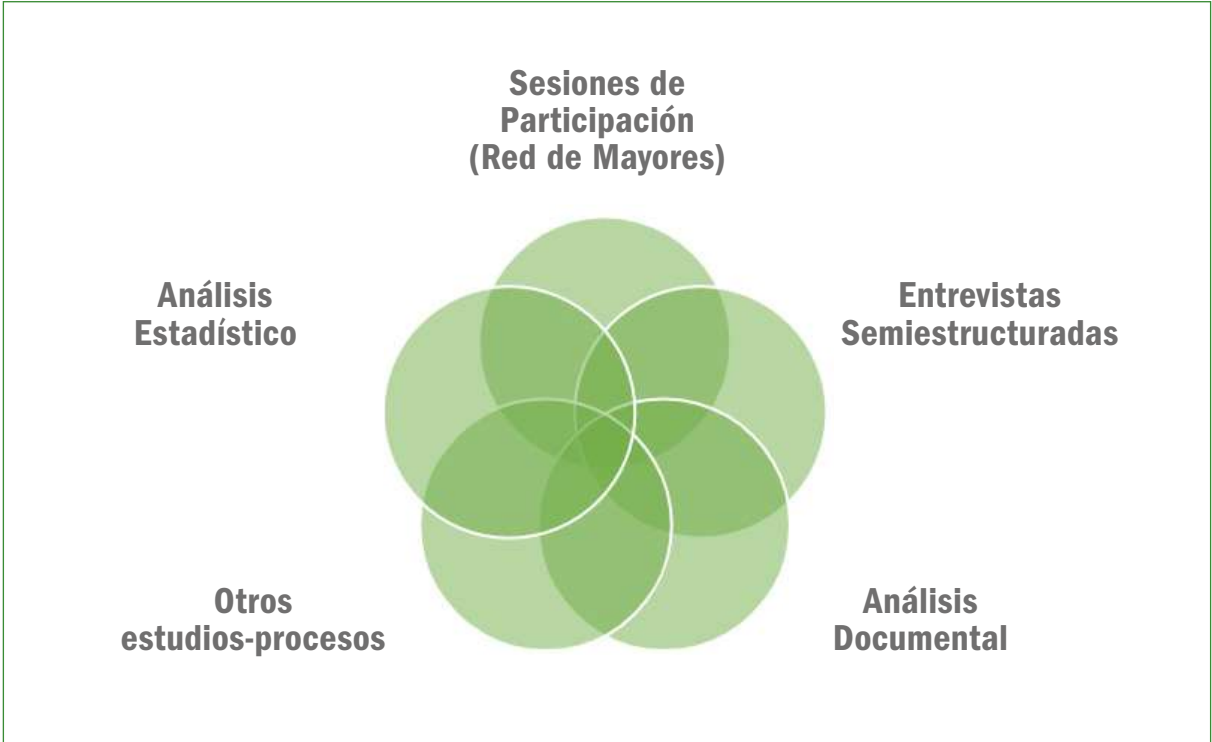 Sesiones de
Participación
(Red de Mayores)
Análisis
Estadístico
Entrevistas
Semiestructuradas
Otros
estudios-procesos
Análisis
Documental